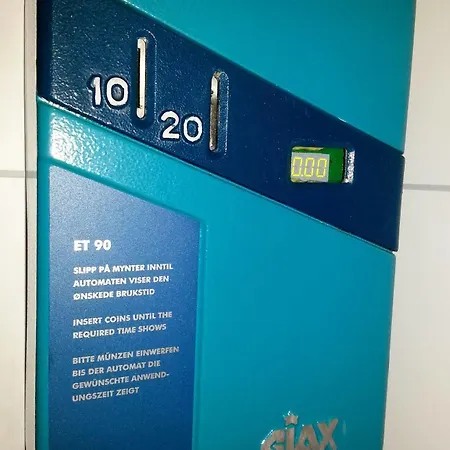 10
20
0.00
ET 90
SLIPP PÅ MYNTER INNTIL
AUTOMATEN VISER DEN
ØNSKEDE BRUKSTID
INSERT COINS UNTIL THE
REQUIRED TIME SHOWS
BITTE MÜNZEN EINWERFEN
BIS DER AUTOMAT DIE
GEWÜNSCHTE ANWEND-
UNGSZEIT ZEIGT
GIAX